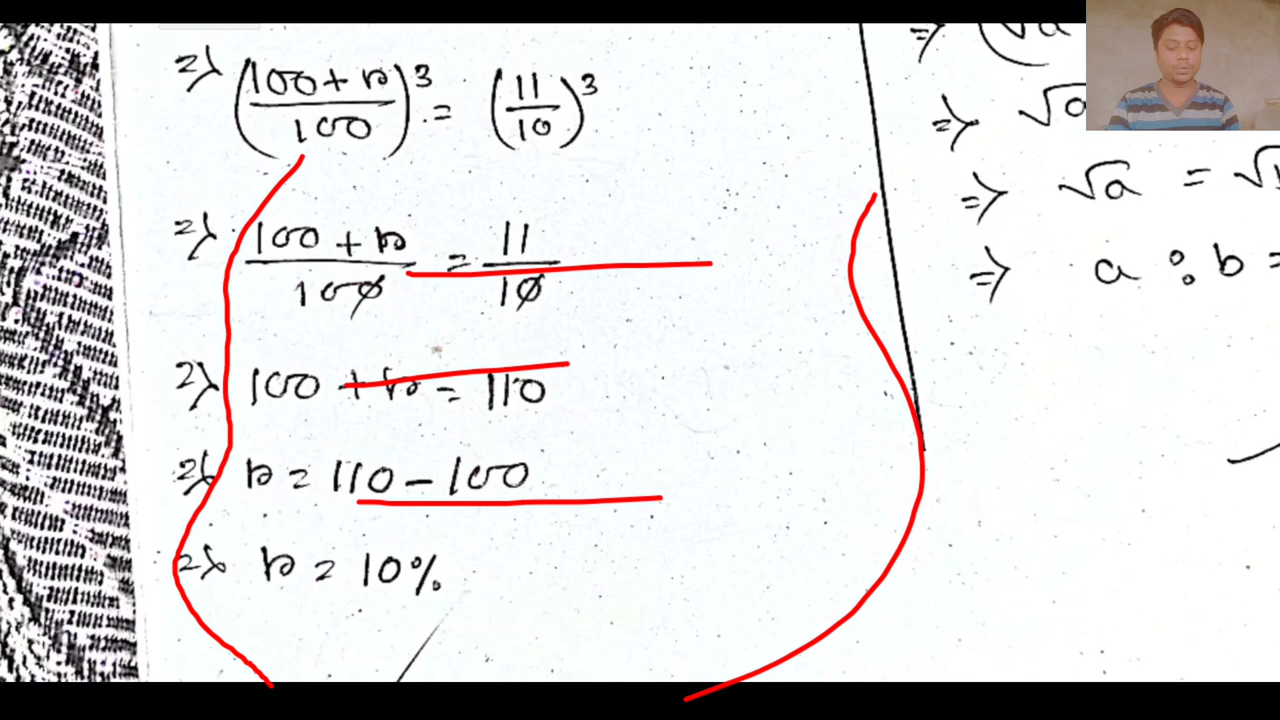 => ((100 + r)/100)³ = (11/10)³
=> (100 + r)/100 = 11/10
=> 100 + r = 110
=> r = 110 - 100
=> r = 10%
=> √a
=> √a = √
=> a : b =